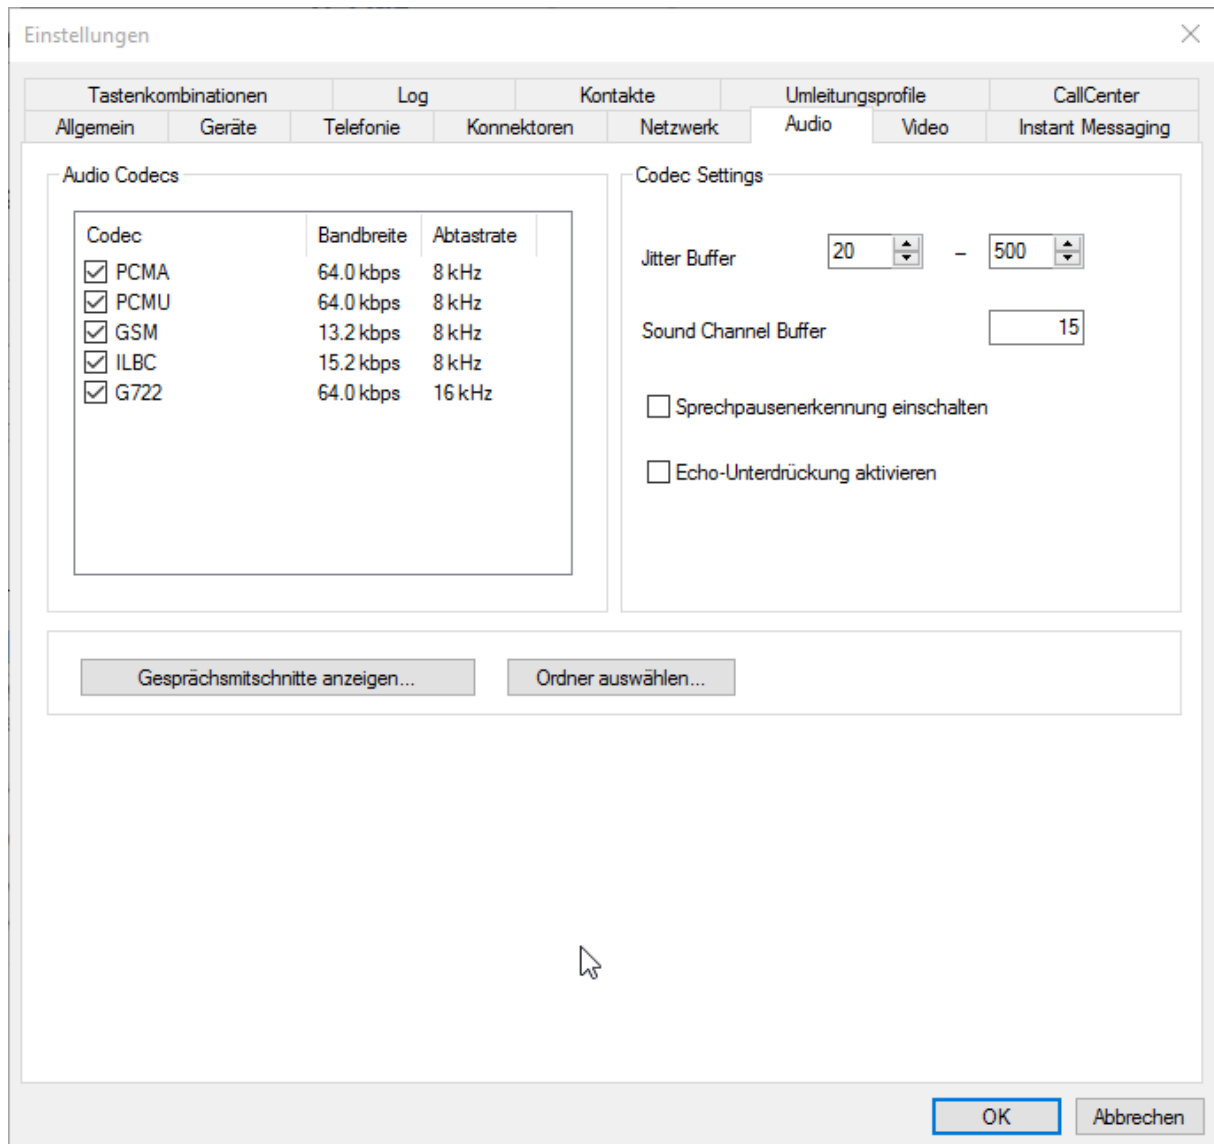 Einstellungen
Tastenkombinationen Log Kontakte Umleitungsprofile CallCenter
Allgemein Geräte Telefonie Konnektoren Netzwerk Audio Video Instant Messaging
Audio Codecs
Codec Bandbreite Abtastrate
PCMA 64.0 kbps 8 kHz
PCMU 64.0 kbps 8 kHz
GSM 13.2 kbps 8 kHz
ILBC 15.2 kbps 8 kHz
G722 64.0 kbps 16 kHz
Codec Settings
Jitter Buffer 20 – 500
Sound Channel Buffer 15
Sprechpausenerkennung einschalten
Echo-Unterdrückung aktivieren
Gesprächsmitschnitte anzeigen... Ordner auswählen...
OK Abbrechen